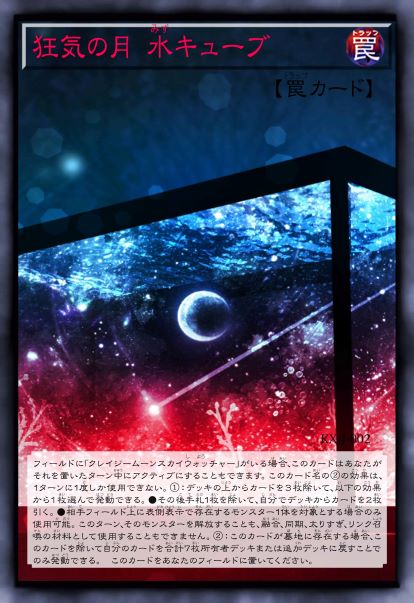 狂気の月 水キューブ
みず
トラップ
罠
トラップ
【罠カード】
フィールドに「クレイジームーンスカイウォッチャー」がいる場合、このカードはあなたが
それを置いたターン中にアクティブにすることもできます。このカード名の②の効果は、
1ターンに1度しか使用できない。①：デッキの上からカードを3枚除いて、以下の効果
から1枚選んで発動できる。●その後手札1枚を除いて、自分でデッキからカードを2枚
引く。●相手フィールド上に表側表示で存在するモンスター1体を対象とする場合のみ
使用可能。このターン、そのモンスターを解放することも、融合、同期、太りすぎ、リンク召
喚の材料として使用することもできません。②：このカードが墓地に存在する場合、
このカードを除いて自分のカードを合計7枚所有者デッキまたは追加デッキに戻すことで
のみ発動できる。 このカードをあなたのフィールドに置いてください。